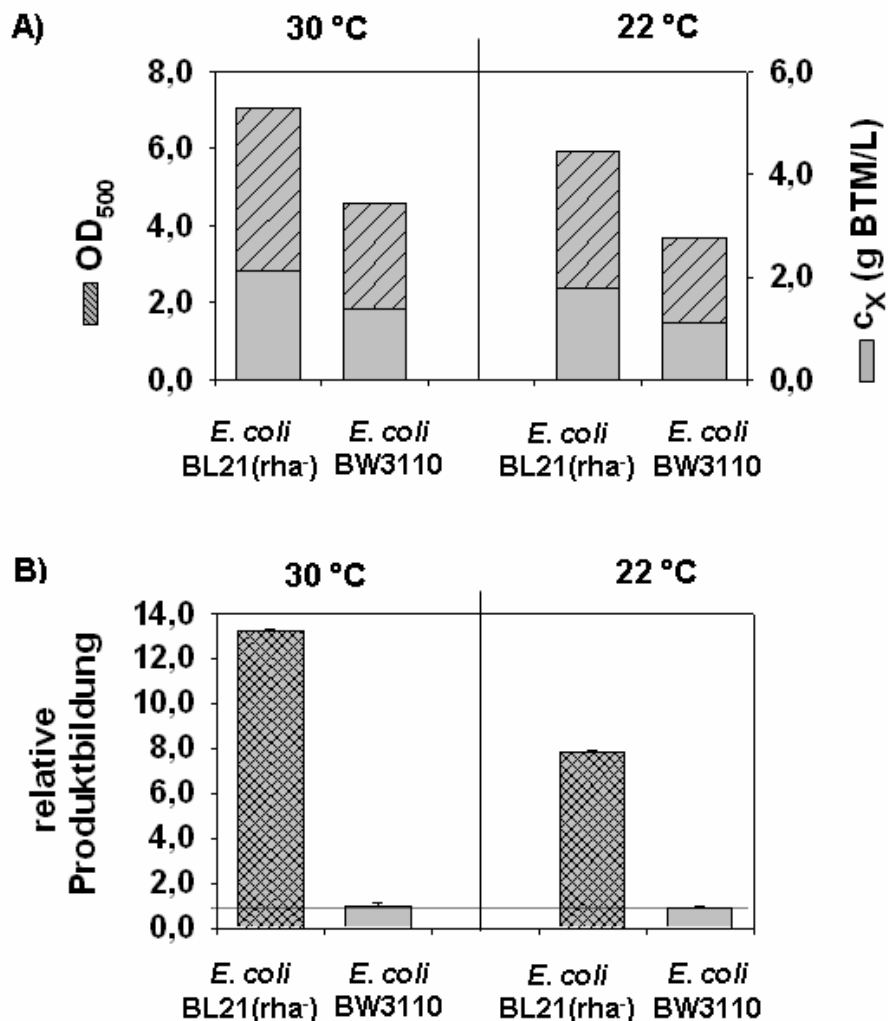 A)
30 °C
22 °C
8,0
6,0
4,0
2,0
0,0
OD500
6,0
4,0
2,0
0,0
cX (g BTM/L)
E. coli
BL21(rha-)
E. coli
BW3110
E. coli
BL21(rha-)
E. coli
BW3110
B)
30 °C
22 °C
14,0
12,0
10,0
8,0
6,0
4,0
2,0
0,0
relative
Produktbildung
E. coli
BL21(rha-)
E. coli
BW3110
E. coli
BL21(rha-)
E. coli
BW3110